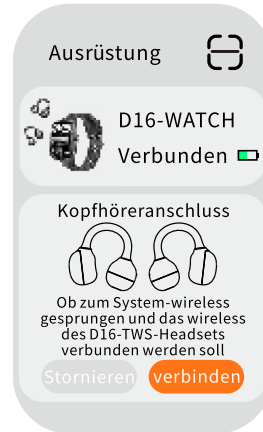 Ausrüstung
D16-WATCH
Verbunden
Kopfhöreranschluss
Ob zum System-wireless
gesprungen und das wireless
des D16-TWS-Headsets
verbunden werden soll
Stornieren verbinden